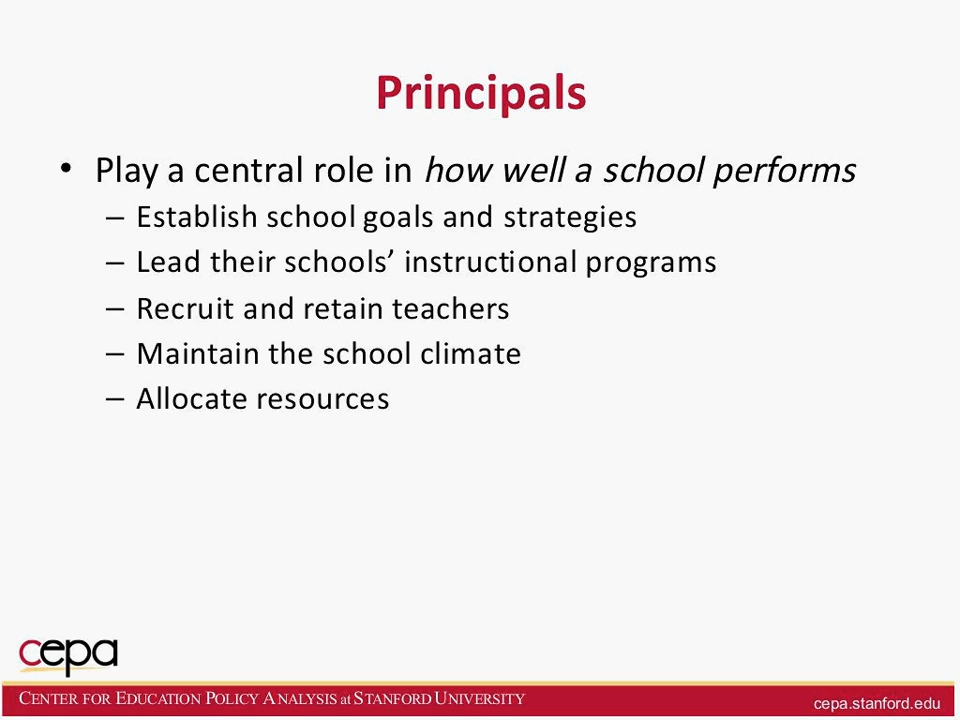 Principals
• Play a central role in how well a school performs
– Establish school goals and strategies
– Lead their schools’ instructional programs
– Recruit and retain teachers
– Maintain the school climate
– Allocate resources
cepa
CENTER FOR EDUCATION POLICY ANALYSIS at STANFORD UNIVERSITY
cepa.stanford.edu